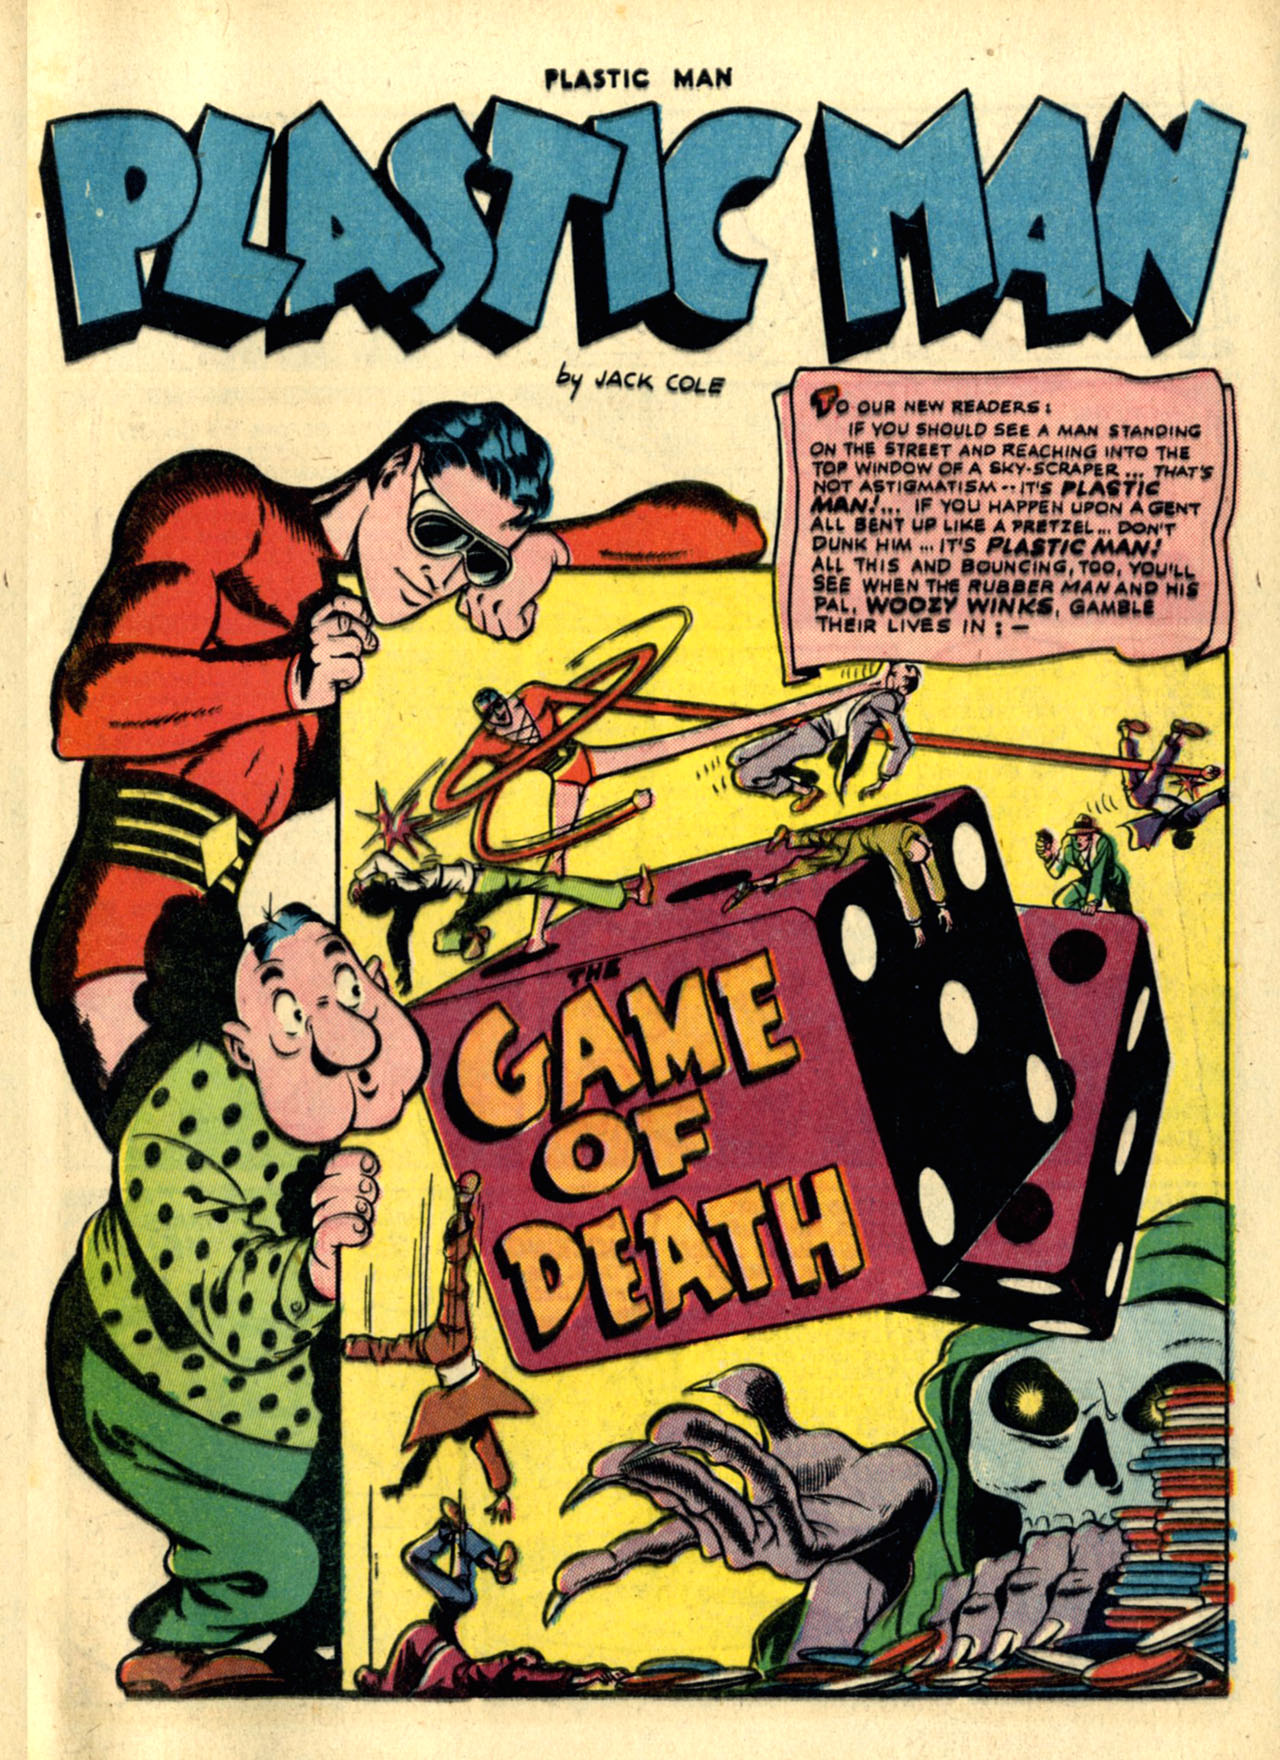 PLASTIC MAN
PLASTIC MAN
by JACK COLE
TO OUR NEW READERS:
IF YOU SHOULD SEE A MAN STANDING
ON THE STREET AND REACHING INTO THE
TOP WINDOW OF A SKY-SCRAPER... THAT'S
NOT ASTIGMATISM--IT'S PLASTIC
MAN!... IF YOU HAPPEN UPON A GENT
ALL BENT UP LIKE A PRETZEL... DON'T
DUNK HIM... IT'S PLASTIC MAN!
ALL THIS AND BOUNCING, TOO, YOU'LL
SEE WHEN THE RUBBER MAN AND HIS
PAL, WOOZY WINKS, GAMBLE
THEIR LIVES IN:—
THE
GAME
OF
DEATH